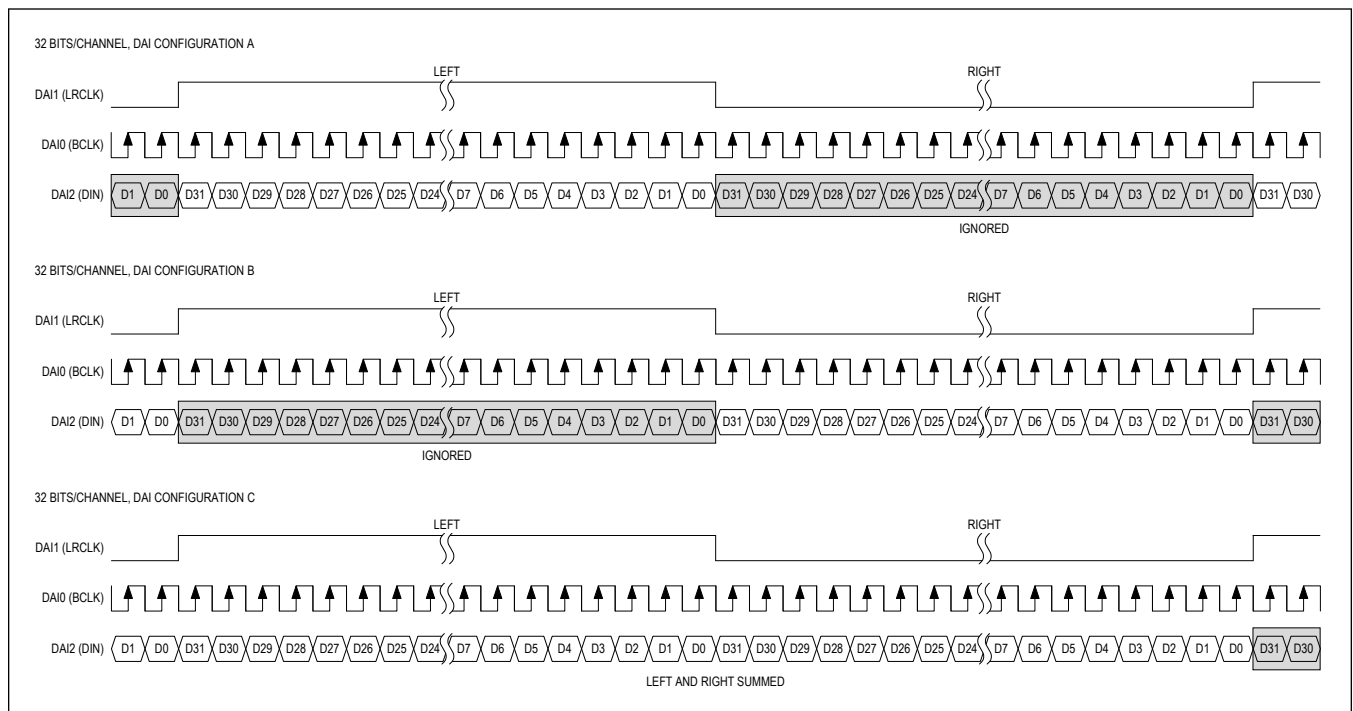 32 BITS/CHANNEL, DAI CONFIGURATION A
LEFT RIGHT
DAI1 (LRCLK)
DAI0 (BCLK)
DAI2 (DIN) D1 D0 D31 D30 D29 D28 D27 D26 D25 D24 D7 D6 D5 D4 D3 D2 D1 D0 D31 D30 D29 D28 D27 D26 D25 D24 D7 D6 D5 D4 D3 D2 D1 D0 D31 D30
IGNORED
32 BITS/CHANNEL, DAI CONFIGURATION B
LEFT RIGHT
DAI1 (LRCLK)
DAI0 (BCLK)
DAI2 (DIN) D1 D0 D31 D30 D29 D28 D27 D26 D25 D24 D7 D6 D5 D4 D3 D2 D1 D0 D31 D30 D29 D28 D27 D26 D25 D24 D7 D6 D5 D4 D3 D2 D1 D0 D31 D30
IGNORED
32 BITS/CHANNEL, DAI CONFIGURATION C
LEFT RIGHT
DAI1 (LRCLK)
DAI0 (BCLK)
DAI2 (DIN) D1 D0 D31 D30 D29 D28 D27 D26 D25 D24 D7 D6 D5 D4 D3 D2 D1 D0 D31 D30 D29 D28 D27 D26 D25 D24 D7 D6 D5 D4 D3 D2 D1 D0 D31 D30
LEFT AND RIGHT SUMMED